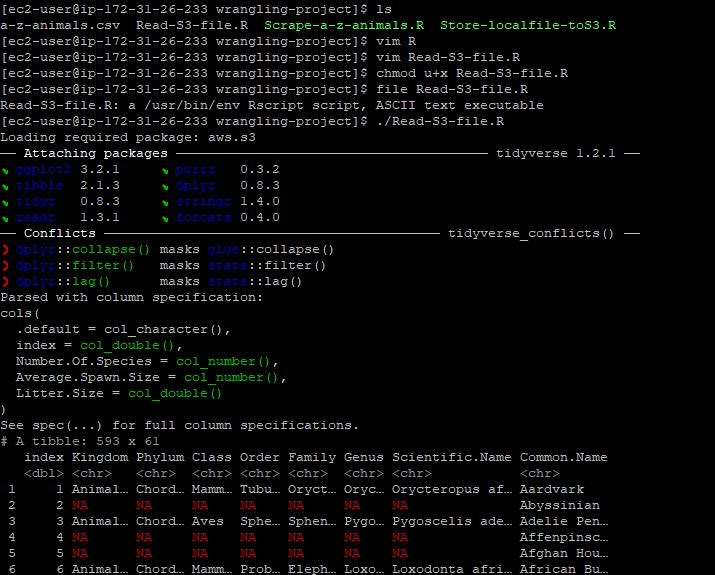 [ec2-user@ip-172-31-26-233 wrangling-project]$ ls
a-z-animals.csv  Read-S3-file.R  Scrape-a-z-animals.R  Store-localfile-toS3.R
[ec2-user@ip-172-31-26-233 wrangling-project]$ vim R
[ec2-user@ip-172-31-26-233 wrangling-project]$ vim Read-S3-file.R
[ec2-user@ip-172-31-26-233 wrangling-project]$ chmod u+x Read-S3-file.R
[ec2-user@ip-172-31-26-233 wrangling-project]$ file Read-S3-file.R
Read-S3-file.R: a /usr/bin/env Rscript script, ASCII text executable
[ec2-user@ip-172-31-26-233 wrangling-project]$ ./Read-S3-file.R
Loading required package: aws.s3
── Attaching packages ──────────────── tidyverse 1.2.1 ──
✔ ggplot2 3.2.1     ✔ purrr   0.3.2
✔ tibble  2.1.3     ✔ dplyr   0.8.3
✔ tidyr   0.8.3     ✔ stringr 1.4.0
✔ readr   1.3.1     ✔ forcats 0.4.0
── Conflicts ──────────────── tidyverse_conflicts() ──
✖ dplyr::collapse() masks glue::collapse()
✖ dplyr::filter()   masks stats::filter()
✖ dplyr::lag()      masks stats::lag()
Parsed with column specification:
cols(
  .default = col_character(),
  index = col_double(),
  Number.Of.Species = col_number(),
  Average.Spawn.Size = col_number(),
  Litter.Size = col_double()
)
See spec(...) for full column specifications.
# A tibble: 593 x 61
   index Kingdom Phylum Class Order Family Genus Scientific.Name Common.Name
   <dbl> <chr>   <chr>  <chr> <chr> <chr>  <chr> <chr>           <chr>
 1     1 Animal… Chord… Mamm… Tubu… Oryct… Oryc… Orycteropus af… Aardvark
 2     2 NA      NA     NA    NA    NA     NA    NA              Abyssinian
 3     3 Animal… Chord… Aves  Sphe… Sphen… Pygo… Pygoscelis ade… Adelie Pen…
 4     4 NA      NA     NA    NA    NA     NA    NA              Affenpinsc…
 5     5 NA      NA     NA    NA    NA     NA    NA              Afghan Hou…
 6     6 Animal… Chord… Mamm… Prob… Eleph… Loxo… Loxodonta afri… African Bu…